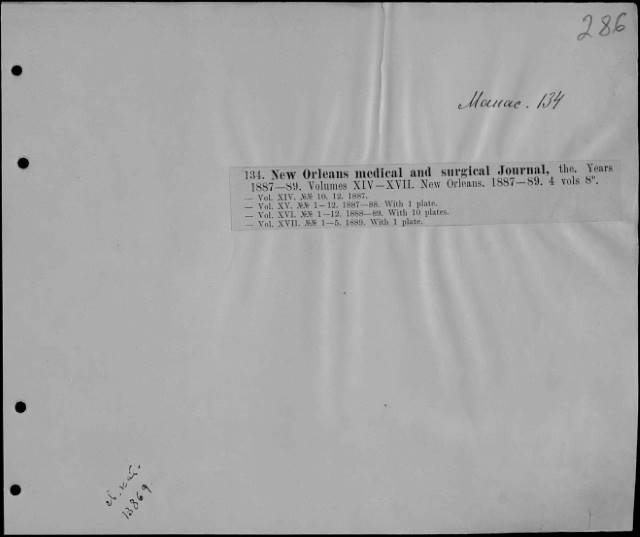 286
Манас. 134
134. New Orleans medical and surgical Journal, the. Years
1887—89. Volumes XIV—XVII. New Orleans. 1887—89. 4 vols 8°.
— Vol. XIV. №№ 10. 12. 1887.
— Vol. XV. №№ 1—12. 1887—88. With 1 plate.
— Vol. XVI. №№ 1—12. 1888—89. With 10 plates.
— Vol. XVII. №№ 1—5. 1889. With 1 plate.
13869